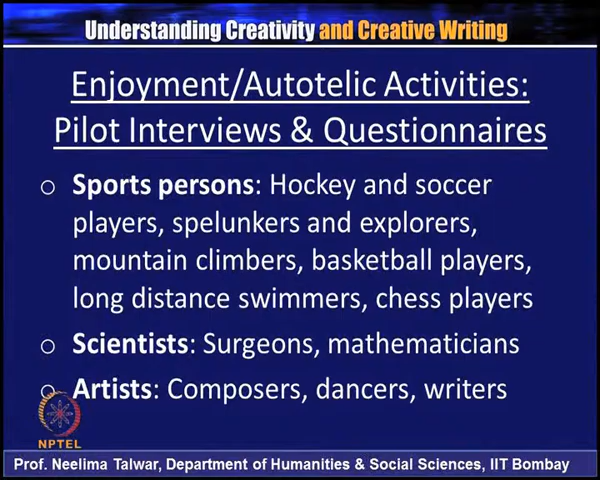 Understanding Creativity and Creative Writing
Enjoyment/Autotelic Activities:
Pilot Interviews & Questionnaires
o Sports persons: Hockey and soccer
players, spelunkers and explorers,
mountain climbers, basketball players,
long distance swimmers, chess players
o Scientists: Surgeons, mathematicians
o Artists: Composers, dancers, writers
NPTEL
Prof. Neelima Talwar, Department of Humanities & Social Sciences, IIT Bombay